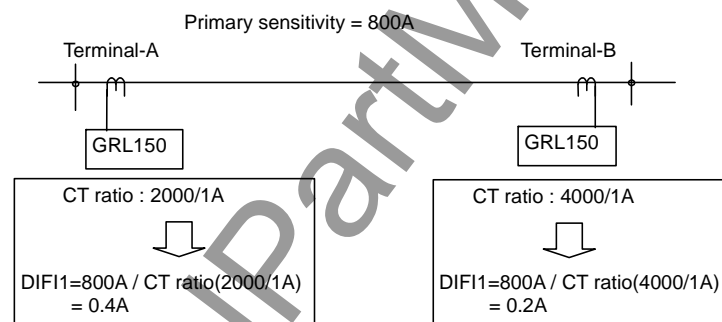 Primary sensitivity = 800A
Terminal-A
Terminal-B
GRL150
GRL150
CT ratio : 2000/1A
DIFI1=800A / CT ratio(2000/1A)
= 0.4A
CT ratio : 4000/1A
DIFI1=800A / CT ratio(4000/1A)
= 0.2A